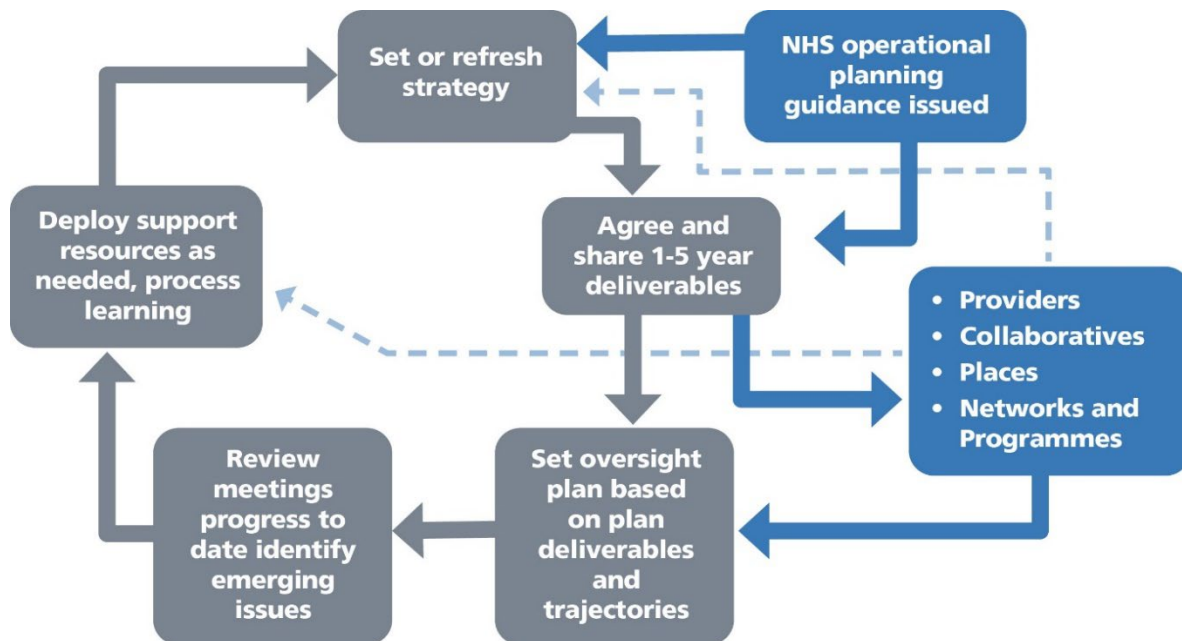 Set or refresh
strategy
NHS operational
planning
guidance issued
Deploy support
resources as
needed, process
learning
Agree and
share 1-5 year
deliverables
• Providers
• Collaboratives
• Places
• Networks and
Programmes
Review
meetings
progress to
date identify
emerging
issues
Set oversight
plan based
on plan
deliverables
and
trajectories